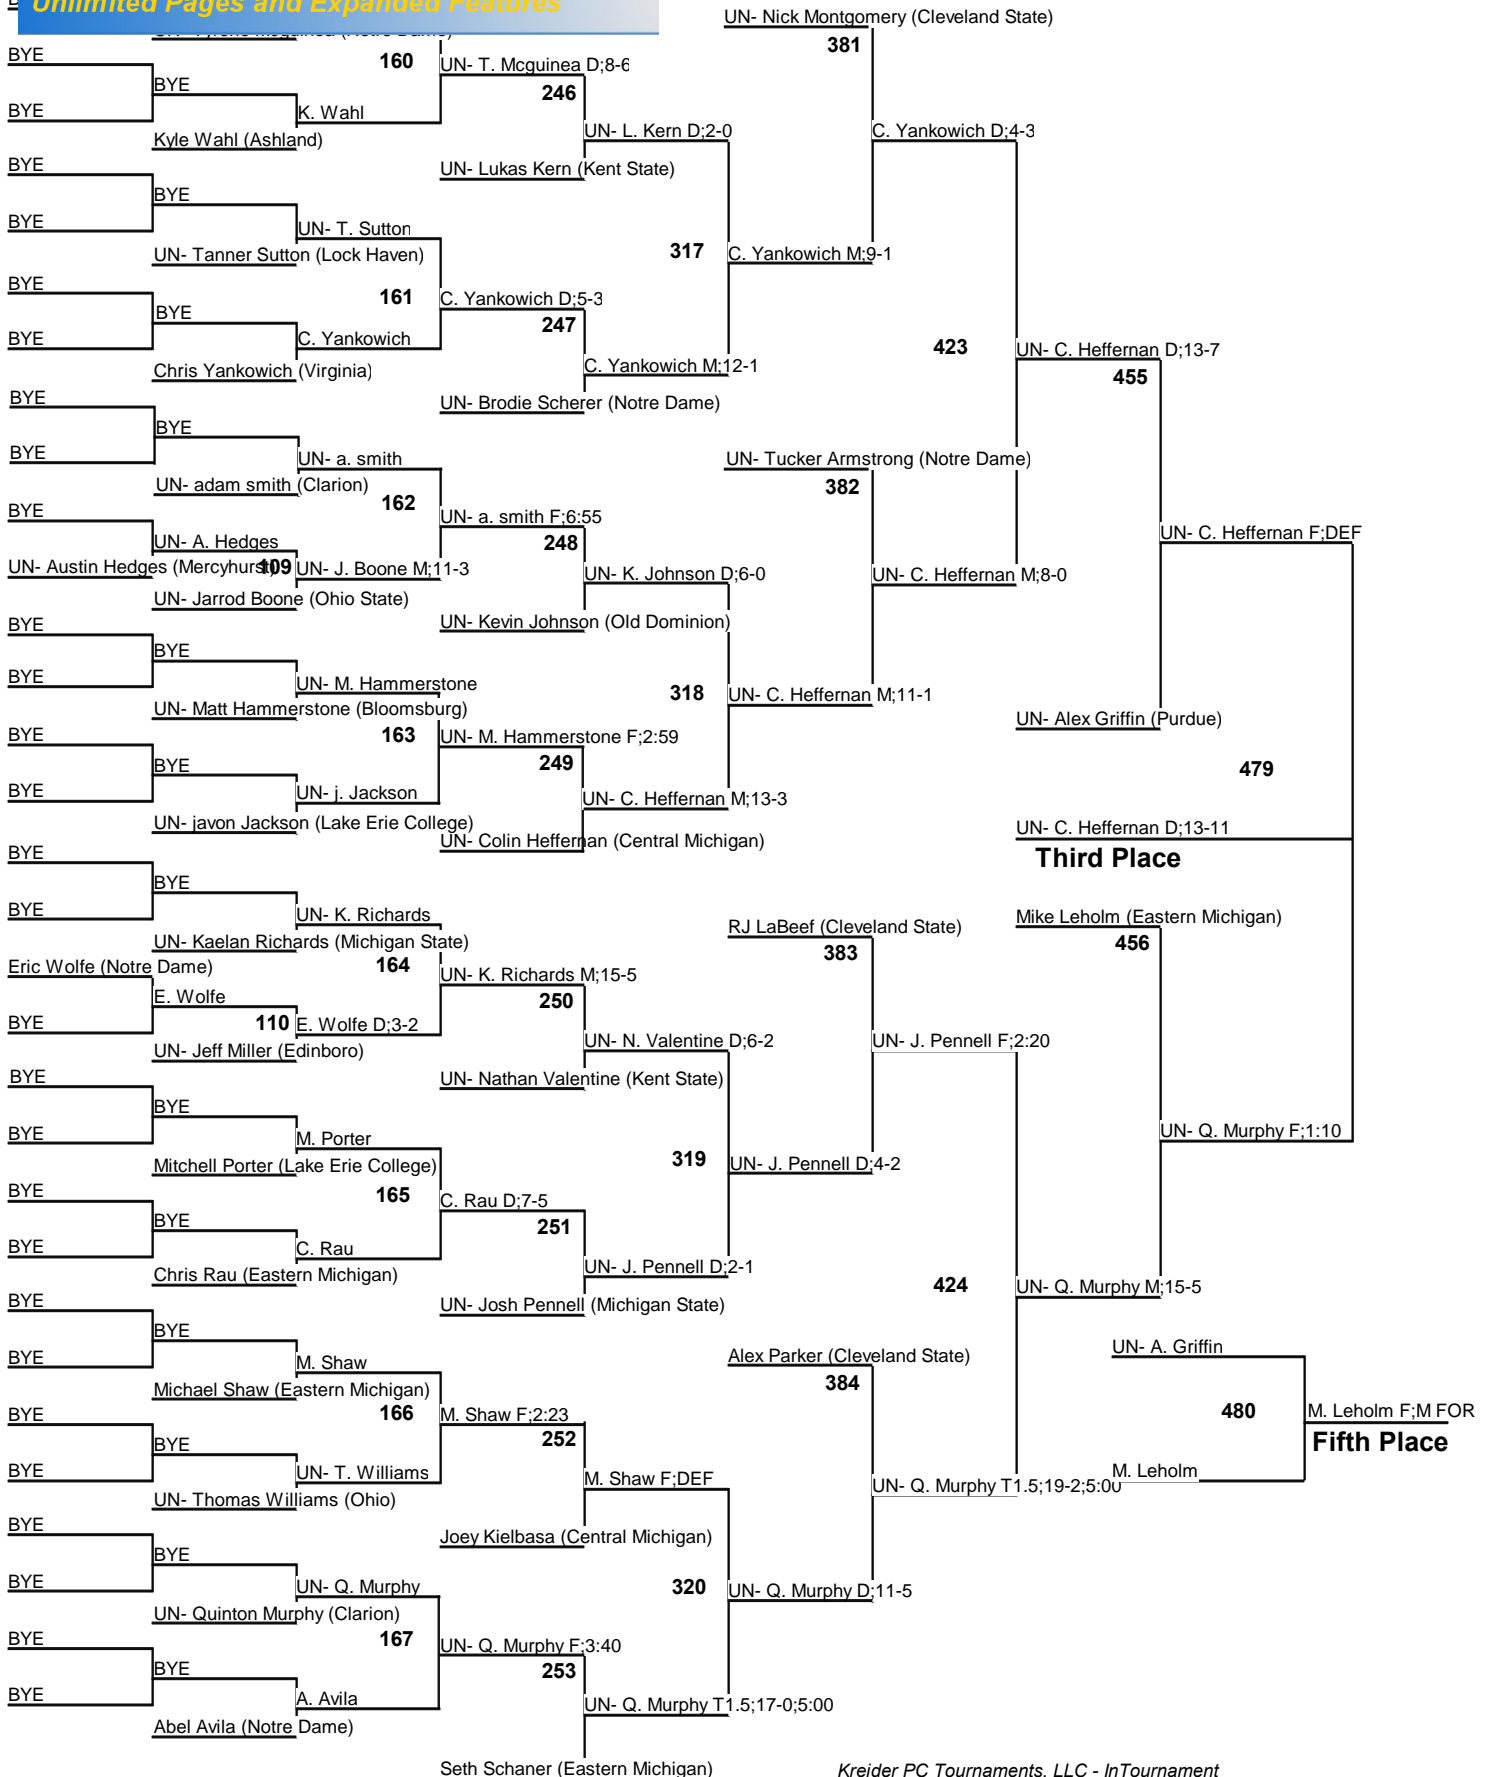 Unlimited Pages and Expanded Features
UN- Nick Montgomery (Cleveland State)
381
BYE
160
UN- T. Mcguinea D;8-6
BYE
246
BYE
K. Wahl
UN- L. Kern D;2-0
C. Yankowich D;4-3
Kyle Wahl (Ashland)
BYE
UN- Lukas Kern (Kent State)
BYE
BYE
UN- T. Sutton
317
C. Yankowich M;9-1
UN- Tanner Sutton (Lock Haven)
BYE
161
C. Yankowich D;5-3
BYE
247
BYE
C. Yankowich
423
UN- C. Heffernan D;13-7
Chris Yankowich (Virginia)
C. Yankowich M;12-1
455
BYE
UN- Brodie Scherer (Notre Dame)
BYE
BYE
UN- a. smith
UN- Tucker Armstrong (Notre Dame)
UN- adam smith (Clarion)
382
162
BYE
UN- a. smith F;6:55
UN- C. Heffernan F;DEF
UN- A. Hedges
248
UN- Austin Hedges (Mercyhurst)
109
UN- J. Boone M;11-3
UN- K. Johnson D;6-0
UN- C. Heffernan M;8-0
UN- Jarrod Boone (Ohio State)
BYE
UN- Kevin Johnson (Old Dominion)
BYE
BYE
UN- M. Hammerstone
318
UN- C. Heffernan M;11-1
UN- Matt Hammerstone (Bloomsburg)
UN- Alex Griffin (Purdue)
BYE
163
UN- M. Hammerstone F;2:59
BYE
249
479
BYE
UN- j. Jackson
UN- C. Heffernan M;13-3
UN- javon Jackson (Lake Erie College)
UN- C. Heffernan D;13-11
UN- Colin Heffernan (Central Michigan)
BYE
Third Place
BYE
BYE
UN- K. Richards
Mike Leholm (Eastern Michigan)
RJ LaBeef (Cleveland State)
UN- Kaelan Richards (Michigan State)
456
383
Eric Wolfe (Notre Dame)
164
UN- K. Richards M;15-5
E. Wolfe
250
BYE
110
E. Wolfe D;3-2
UN- N. Valentine D;6-2
UN- J. Pennell F;2:20
UN- Jeff Miller (Edinboro)
BYE
UN- Nathan Valentine (Kent State)
BYE
BYE
M. Porter
UN- Q. Murphy F;1:10
Mitchell Porter (Lake Erie College)
319
UN- J. Pennell D;4-2
BYE
165
C. Rau D;7-5
BYE
251
BYE
C. Rau
UN- J. Pennell D;2-1
Chris Rau (Eastern Michigan)
424
UN- Q. Murphy M;15-5
BYE
UN- Josh Pennell (Michigan State)
BYE
UN- A. Griffin
BYE
M. Shaw
Alex Parker (Cleveland State)
Michael Shaw (Eastern Michigan)
384
BYE
166
M. Shaw F;2:23
480
M. Leholm F;M FOR
BYE
252
Fifth Place
BYE
UN- T. Williams
M. Shaw F;DEF
UN- Q. Murphy T1.5;19-2;5:00
M. Leholm
UN- Thomas Williams (Ohio)
BYE
Joey Kielbasa (Central Michigan)
BYE
BYE
UN- Q. Murphy
320
UN- Q. Murphy D;11-5
UN- Quinton Murphy (Clarion)
BYE
167
UN- Q. Murphy F;3:40
BYE
253
BYE
A. Avila
UN- Q. Murphy T1.5;17-0;5:00
Abel Avila (Notre Dame)
Seth Schaner (Eastern Michigan)
Kreider PC Tournaments, LLC - InTournament